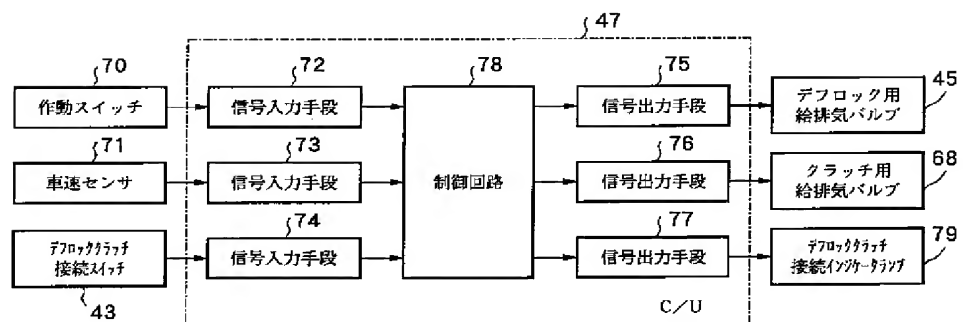 47
70
72
78
75
45
作動スイッチ
信号入力手段
制御回路
信号出力手段
デフロック用
給排気バルブ
71
73
76
68
車速センサ
信号入力手段
信号出力手段
クラッチ用
給排気バルブ
74
77
79
デフロッククラッチ
接続スイッチ
信号入力手段
信号出力手段
デフロッククラッチ
接続インジケータランプ
43
C/U